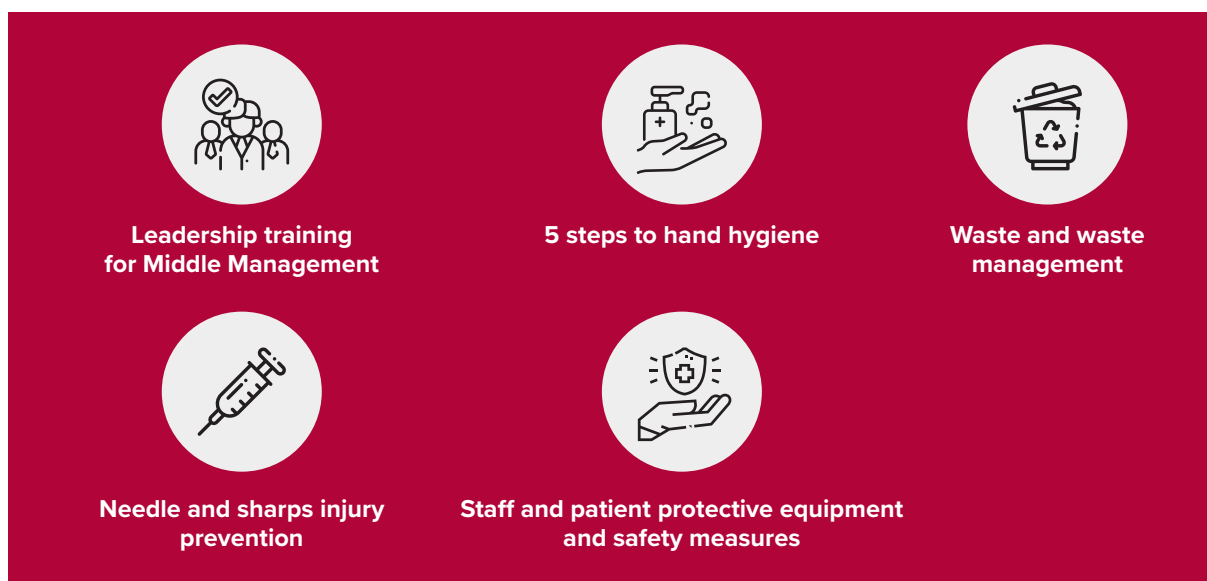 Leadership training
for Middle Management
5 steps to hand hygiene
Waste and waste
management
Needle and sharps injury
prevention
Staff and patient protective equipment
and safety measures